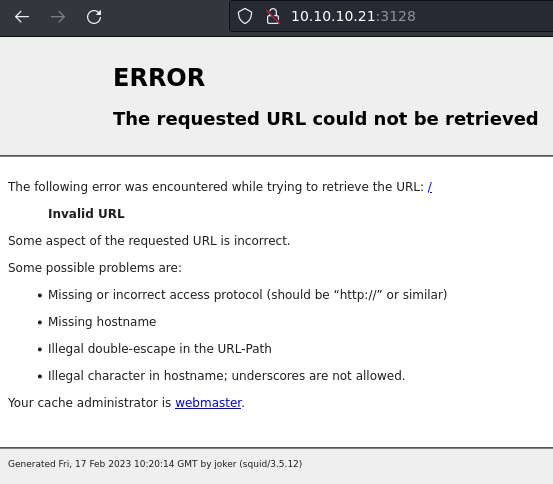 10.10.10.21:3128
ERROR
The requested URL could not be retrieved
The following error was encountered while trying to retrieve the URL: /
Invalid URL
Some aspect of the requested URL is incorrect.
Some possible problems are:
• Missing or incorrect access protocol (should be “http://” or similar)
• Missing hostname
• Illegal double-escape in the URL-Path
• Illegal character in hostname; underscores are not allowed.
Your cache administrator is webmaster.
Generated Fri, 17 Feb 2023 10:20:14 GMT by joker (squid/3.5.12)